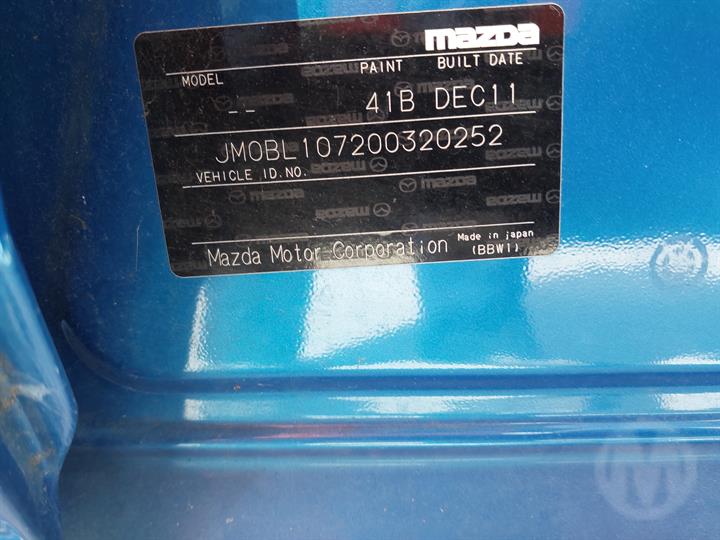 mazda
MODEL PAINT BUILT DATE
-- 41B DEC11
JM0BL107200320252
VEHICLE ID.NO.
Mazda Motor Corporation Made in japan
(BBW1)